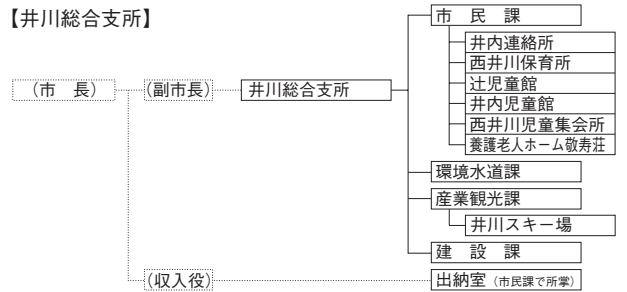 【井川総合支所】
市　民　課
井内連絡所
西井川保育所
辻児童館
井内児童館
西井川児童集会所
養護老人ホーム敬寿荘
（市　長）
（副市長）
井川総合支所
環境水道課
産業観光課
井川スキー場
建　設　課
（収入役）
出納室（市民課で所掌）